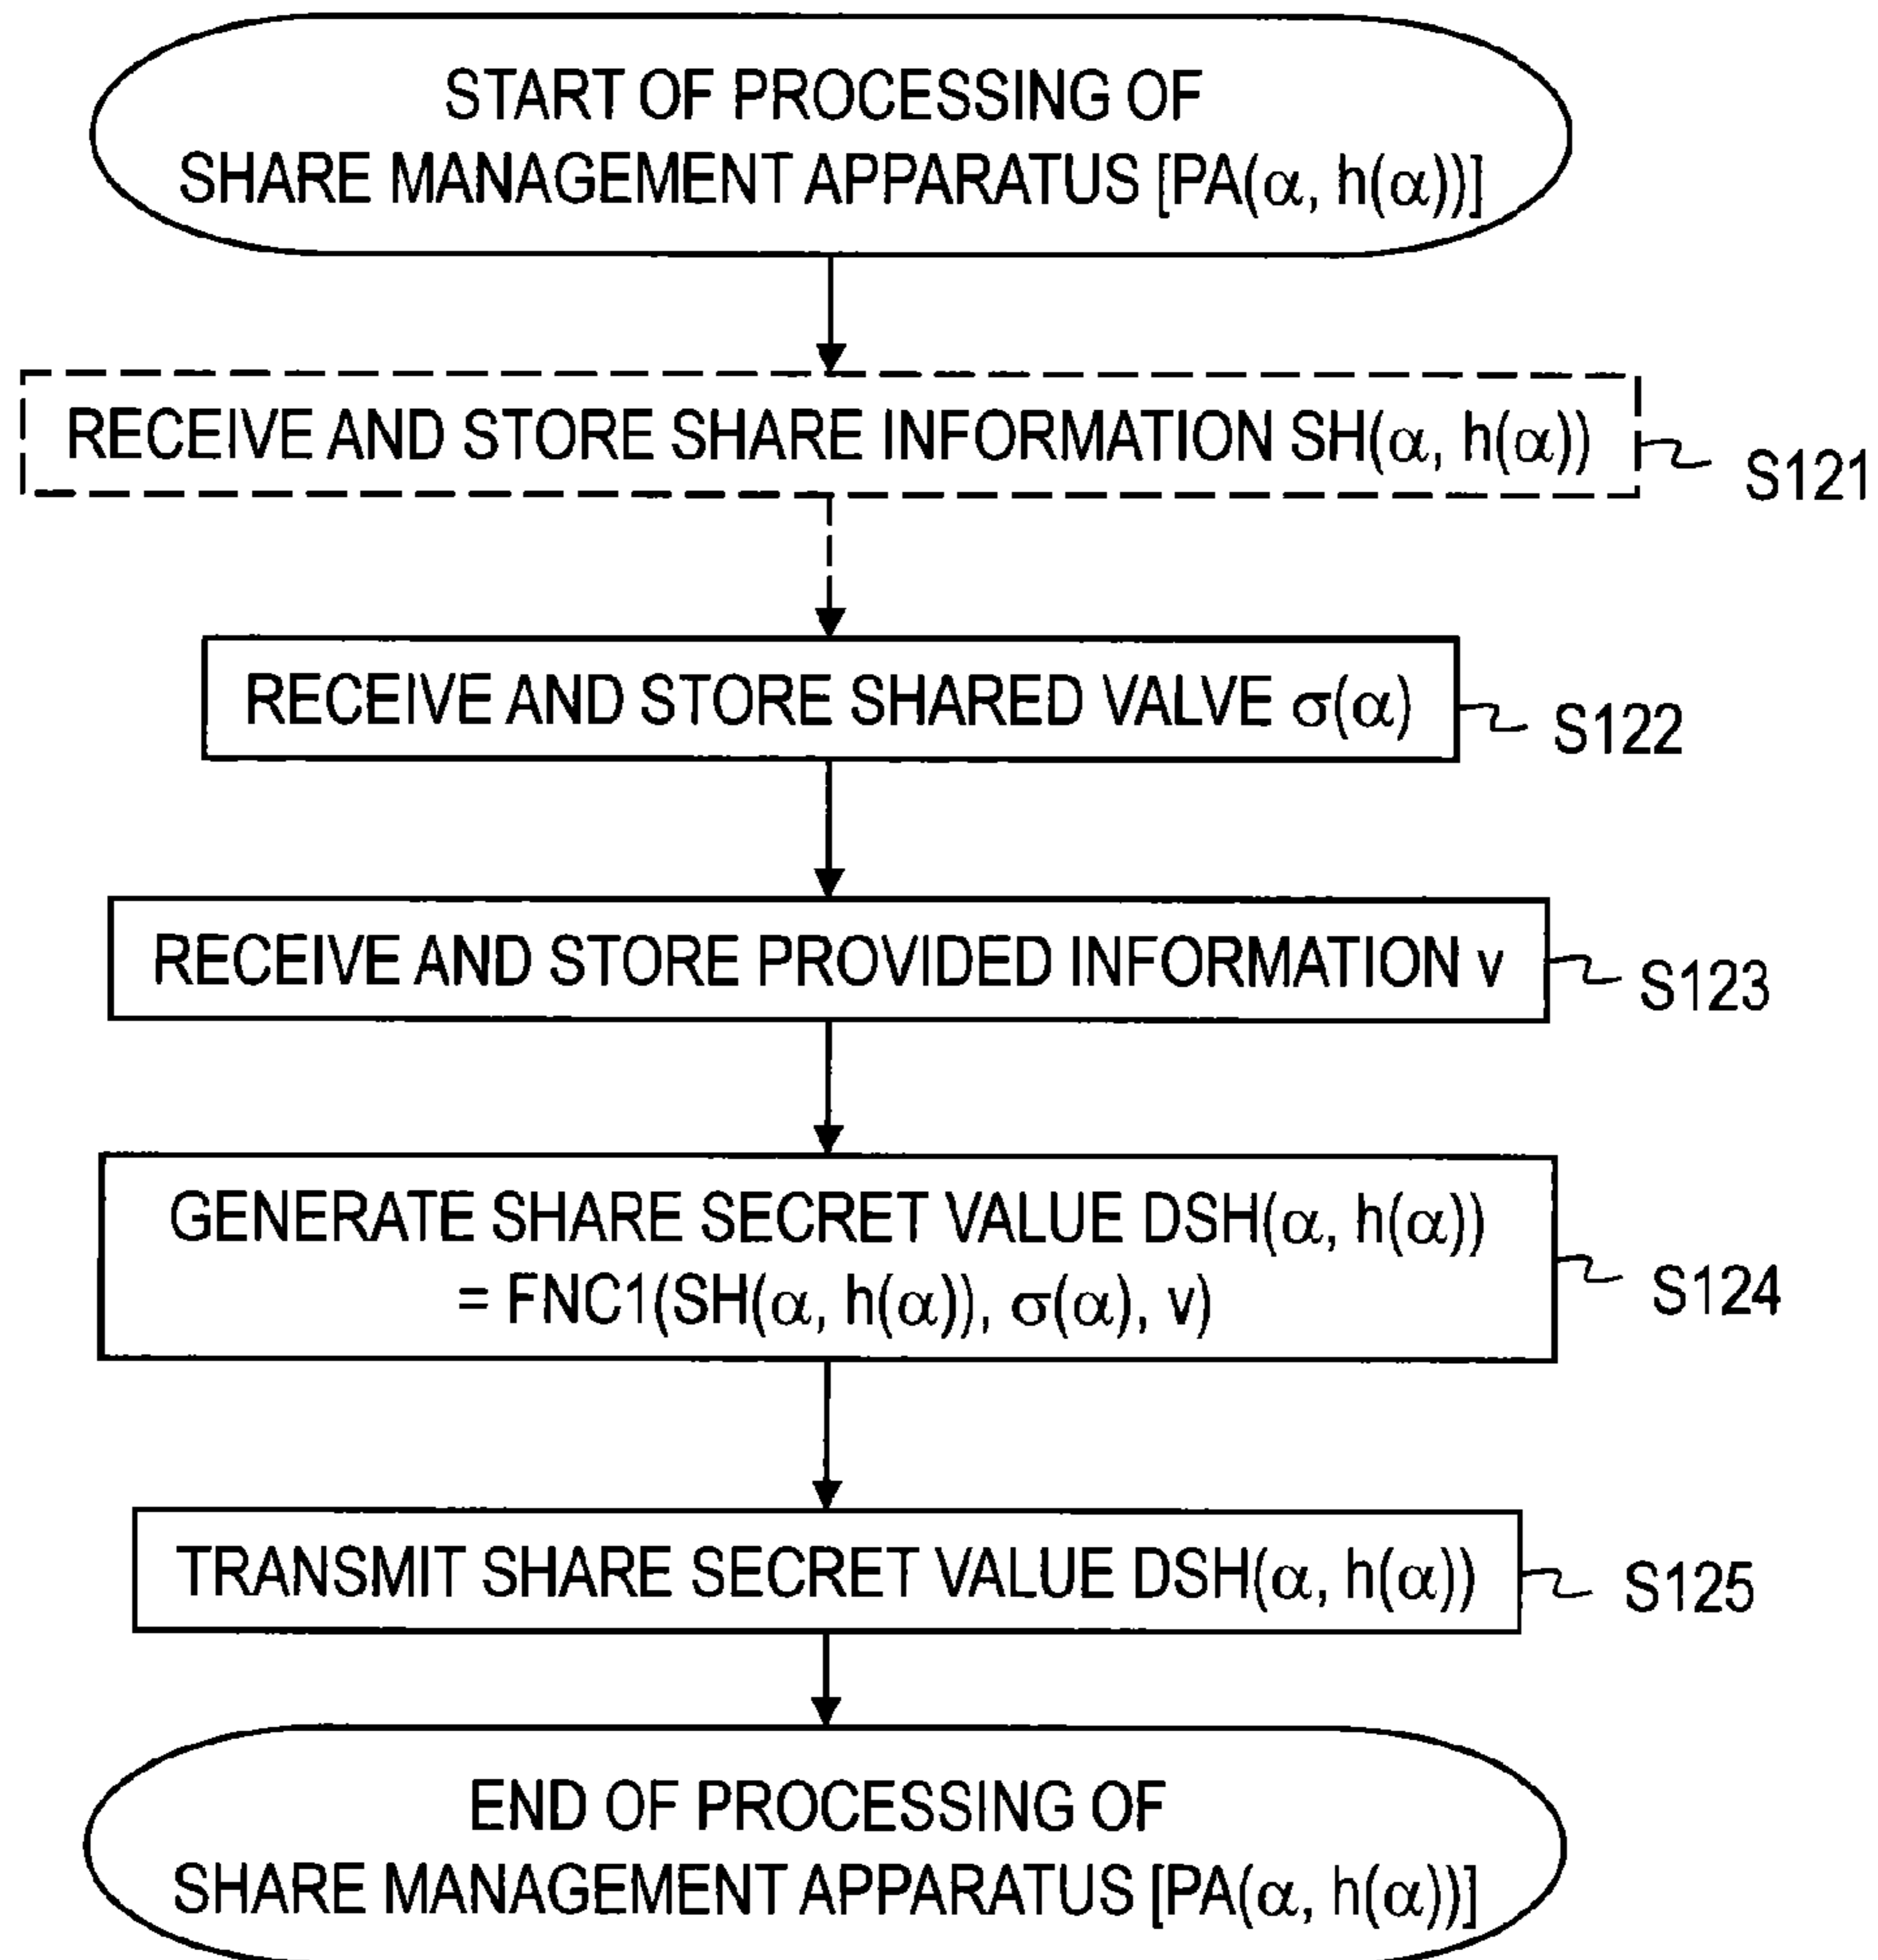 START OF PROCESSING OF
SHARE MANAGEMENT APPARATUS [PA(α, h(α))]
RECEIVE AND STORE SHARE INFORMATION SH(α, h(α))
S121
RECEIVE AND STORE SHARED VALVE σ(α)
S122
RECEIVE AND STORE PROVIDED INFORMATION v
S123
GENERATE SHARE SECRET VALUE DSH(α, h(α))
= FNC1(SH(α, h(α)), σ(α), v)
S124
TRANSMIT SHARE SECRET VALUE DSH(α, h(α))
S125
END OF PROCESSING OF
SHARE MANAGEMENT APPARATUS [PA(α, h(α))]